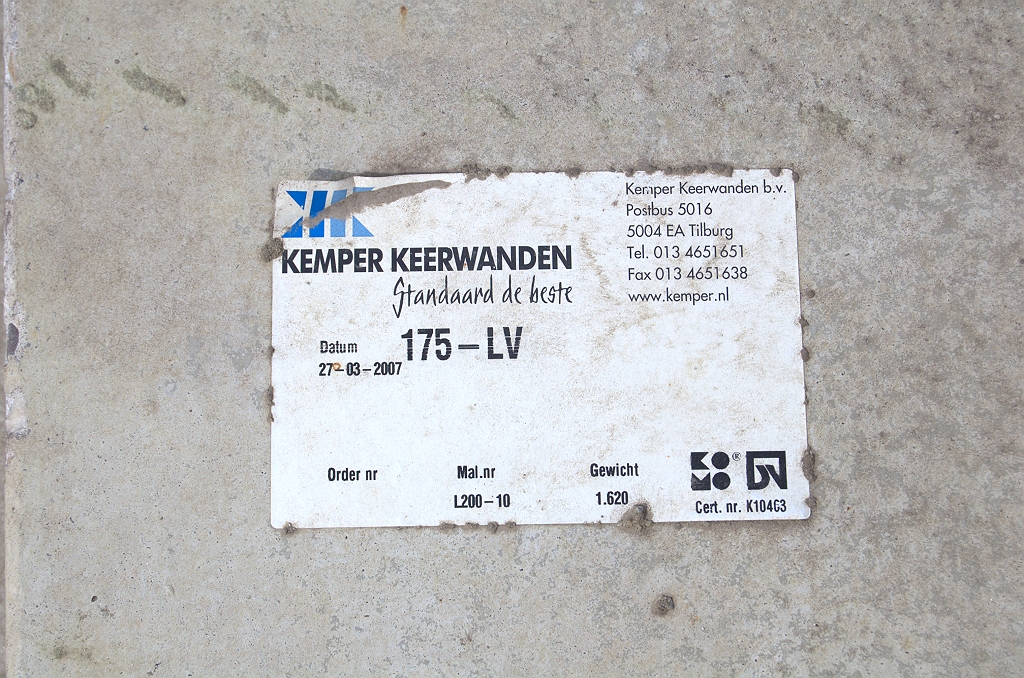 Kemper Keerwanden b.v.
Postbus 5016
5004 EA Tilburg
Tel. 013 4651651
Fax 013 4651638
www.kemper.nl
KEMPER KEERWANDEN
Standaard de beste
Datum 175-LV
27-03-2007
Order nr Mal.nr Gewicht
L200-10 1.620
KOMO®
Cert. nr.